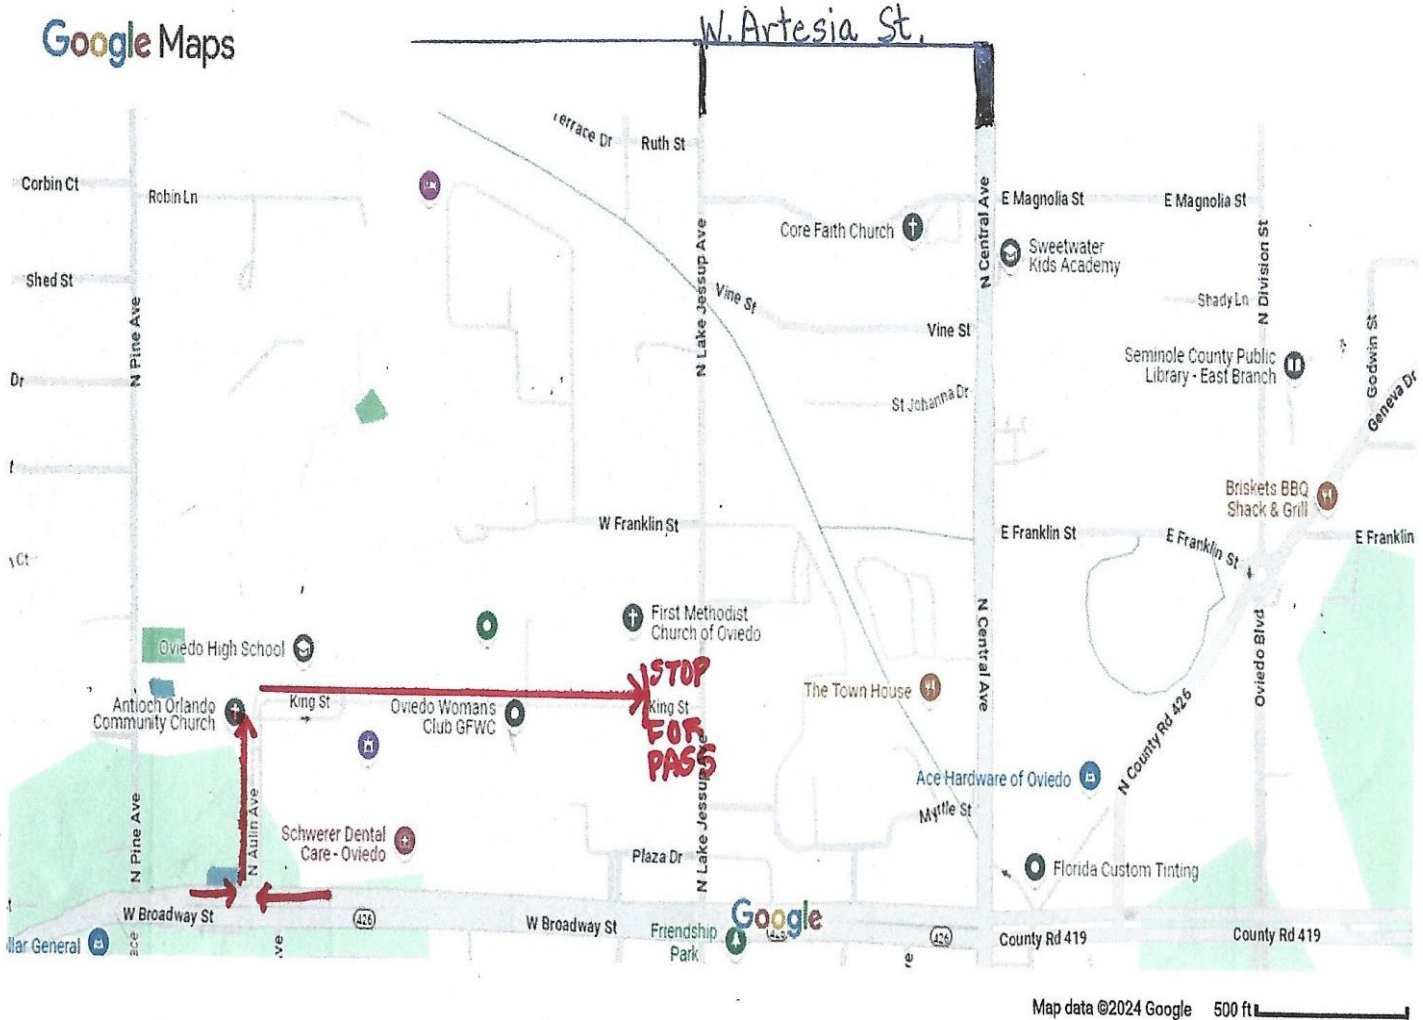 W. Artesia St.
Google Maps
Terrace Dr
Ruth St
Corbin Ct
Robin Ln
E Magnolia St
E Magnolia St
Core Faith Church
N Central Ave
Sweetwater
Kids Academy
N Lake Jessup Ave
N Division St
Shed St
Vine St
Shady Ln
N Pine Ave
Vine St
Godwin St
Seminole County Public
Library - East Branch
Dr
St Johanna Dr
Geneva Dr
Briskets BBQ
Shack & Grill
W Franklin St
E Franklin St
E Franklin St
E Franklin
Ct
First Methodist
Church of Oviedo
Oviedo High School
N Central Ave
Oviedo Blvd
STOP
The Town House
King St
Antioch Orlando
Community Church
Oviedo Womans
Club GFWC
King St
FOR
PASS
N County Rd 426
Ace Hardware of Oviedo
N Pine Ave
N Aulin Ave
N Lake Jessup Ave
Myrtle St
Schwerer Dental
Care - Oviedo
Plaza Dr
Florida Custom Tinting
W Broadway St
426
W Broadway St
Google
Friendship
Park
426
426
County Rd 419
County Rd 419
llar General
Ave
Map data ©2024 Google
500 ft